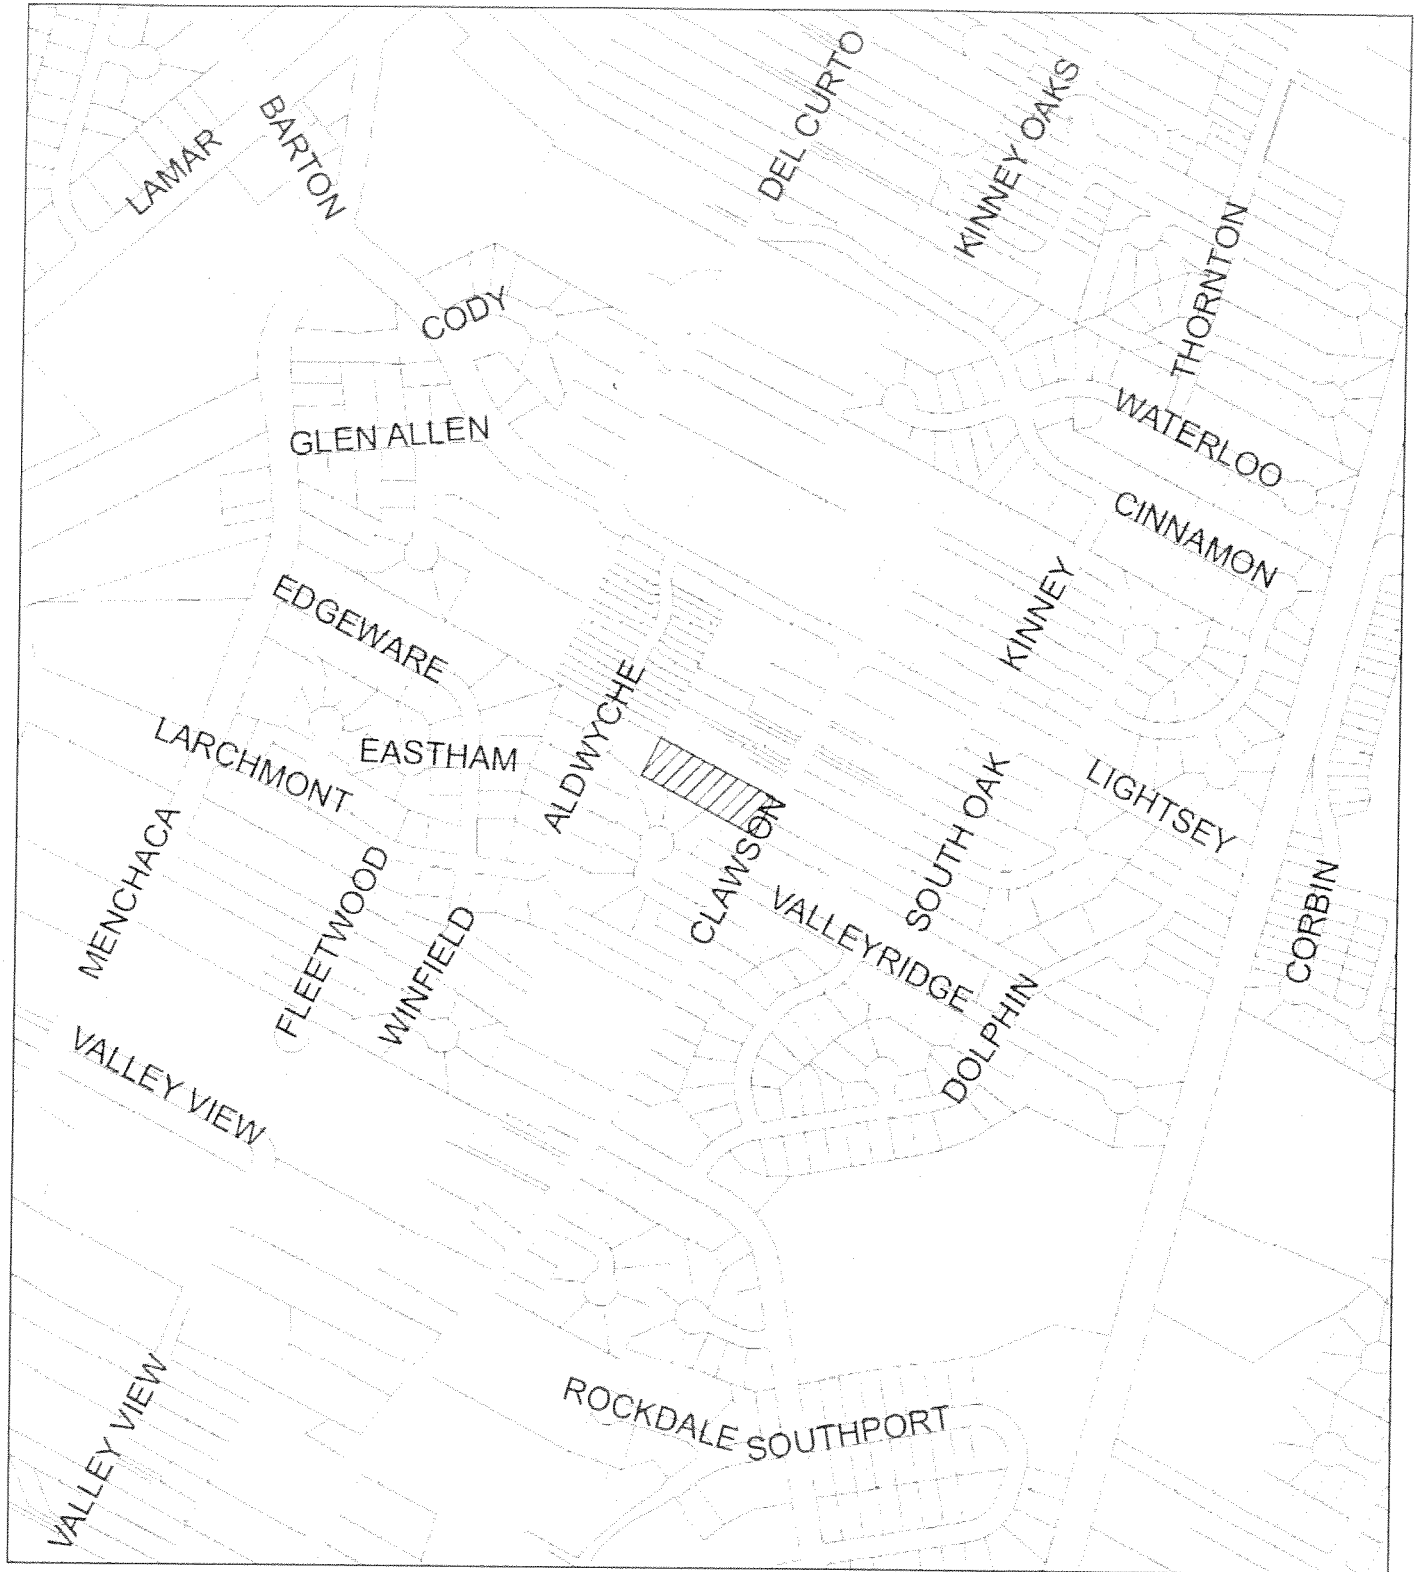 DEL CURTO
KINNEY OAKS
BARTON
LAMAR
THORNTON
CODY
WATERLOO
GLEN ALLEN
CINNAMON
EDGEWARE
KINNEY
ALDWYCHE
LARCHMONT
EASTHAM
SOUTH OAK
LIGHTSEY
MENCHACA
CLAWSON
FLEETWOOD
VALLEYRIDGE
CORBIN
WINFIELD
DOLPHIN
VALLEY VIEW
VALLEY VIEW
ROCKDALE
SOUTHPORT